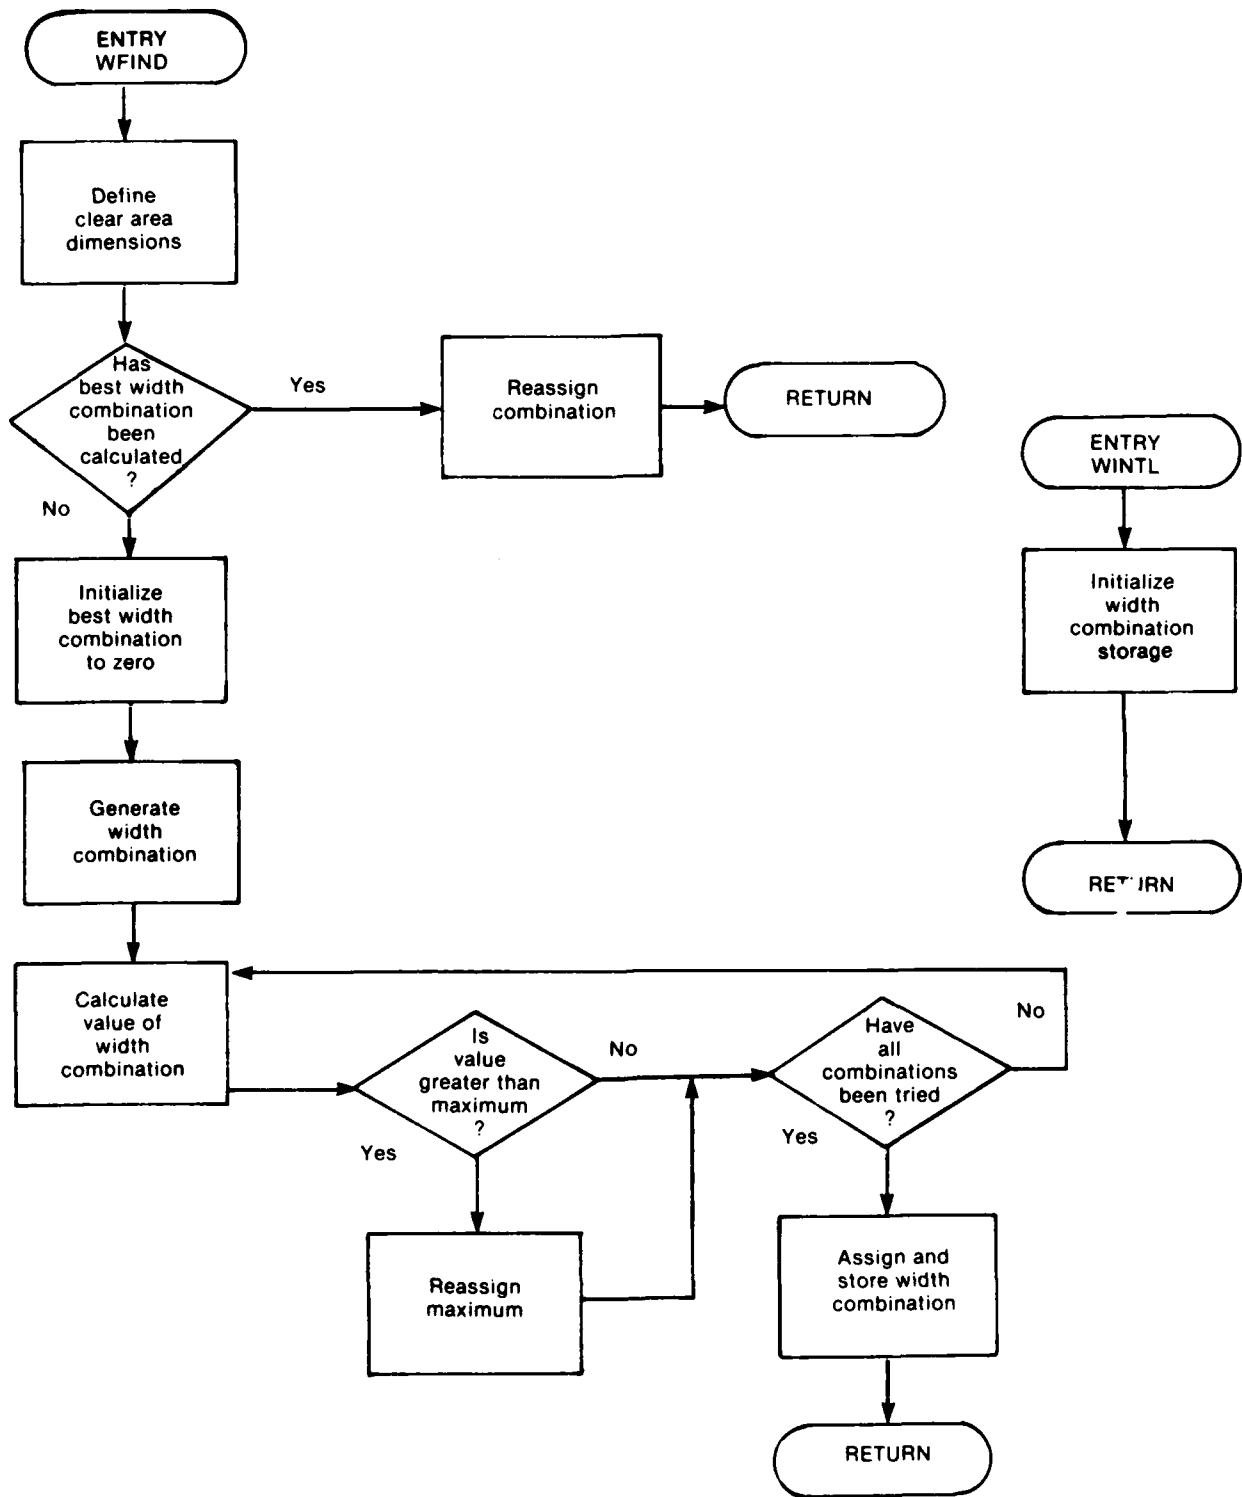 ENTRY
WFIND
Define
clear area
dimensions
Has
best width
combination
been
calculated
?
Yes
No
Reassign
combination
RETURN
ENTRY
WINTL
Initialize
width
combination
storage
RETURN
Initialize
best width
combination
to zero
Generate
width
combination
Calculate
value of
width
combination
Is
value
greater than
maximum
?
No
Yes
Reassign
maximum
Have
all
combinations
been tried
?
No
Yes
Assign and
store width
combination
RETURN